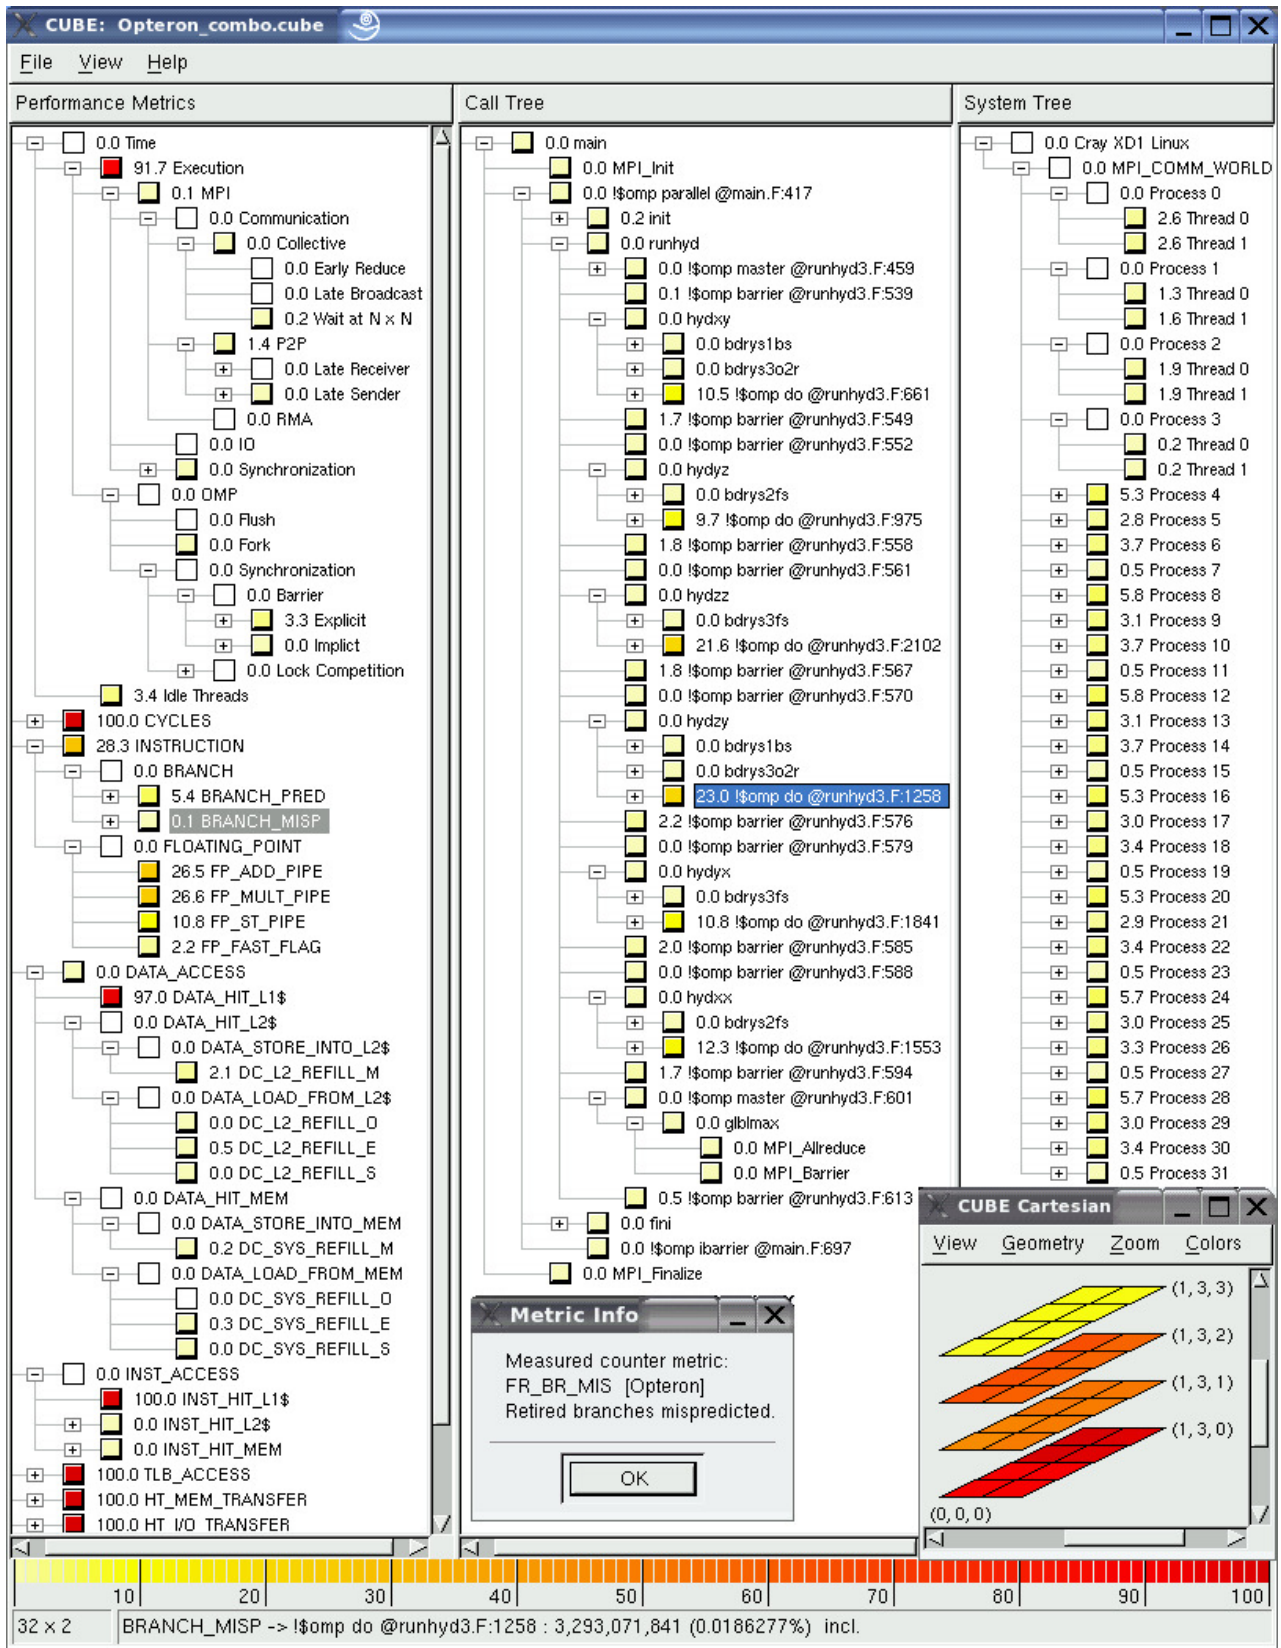 CUBE: Opteron_combo.cube
File View Help
Performance Metrics
0.0 Time
91.7 Execution
0.1 MPI
0.0 Communication
0.0 Collective
0.0 Early Reduce
0.0 Late Broadcast
0.2 Wait at N x N
1.4 P2P
0.0 Late Receiver
0.0 Late Sender
0.0 RMA
0.0 IO
0.0 Synchronization
0.0 OMP
0.0 Flush
0.0 Fork
0.0 Synchronization
0.0 Barrier
3.3 Explicit
0.0 Implict
0.0 Lock Competition
3.4 Idle Threads
100.0 CYCLES
28.3 INSTRUCTION
0.0 BRANCH
5.4 BRANCH_PRED
0.1 BRANCH_MISP
0.0 FLOATING_POINT
26.5 FP_ADD_PIPE
26.6 FP_MULT_PIPE
10.8 FP_ST_PIPE
2.2 FP_FAST_FLAG
0.0 DATA_ACCESS
97.0 DATA_HIT_L1$
0.0 DATA_HIT_L2$
0.0 DATA_STORE_INTO_L2$
2.1 DC_L2_REFILL_M
0.0 DATA_LOAD_FROM_L2$
0.0 DC_L2_REFILL_O
0.5 DC_L2_REFILL_E
0.0 DC_L2_REFILL_S
0.0 DATA_HIT_MEM
0.0 DATA_STORE_INTO_MEM
0.2 DC_SYS_REFILL_M
0.0 DATA_LOAD_FROM_MEM
0.0 DC_SYS_REFILL_O
0.3 DC_SYS_REFILL_E
0.0 DC_SYS_REFILL_S
0.0 INST_ACCESS
100.0 INST_HIT_L1$
0.0 INST_HIT_L2$
0.0 INST_HIT_MEM
100.0 TLB_ACCESS
100.0 HT_MEM_TRANSFER
100.0 HT_I/O_TRANSFER
Call Tree
0.0 main
0.0 MPI_Init
0.0 !$omp parallel @main.F:417
0.2 init
0.0 runhyd
0.0 !$omp master @runhyd3.F:459
0.1 !$omp barrier @runhyd3.F:539
0.0 hydxy
0.0 bdrys1bs
0.0 bdrys3o2r
10.5 !$omp do @runhyd3.F:661
1.7 !$omp barrier @runhyd3.F:549
0.0 !$omp barrier @runhyd3.F:552
0.0 hydyz
0.0 bdrys2fs
9.7 !$omp do @runhyd3.F:975
1.8 !$omp barrier @runhyd3.F:558
0.0 !$omp barrier @runhyd3.F:561
0.0 hydzz
0.0 bdrys3fs
21.6 !$omp do @runhyd3.F:2102
1.8 !$omp barrier @runhyd3.F:567
0.0 !$omp barrier @runhyd3.F:570
0.0 hydzy
0.0 bdrys1bs
0.0 bdrys3o2r
23.0 !$omp do @runhyd3.F:1258
2.2 !$omp barrier @runhyd3.F:576
0.0 !$omp barrier @runhyd3.F:579
0.0 hydyx
0.0 bdrys3fs
10.8 !$omp do @runhyd3.F:1841
2.0 !$omp barrier @runhyd3.F:585
0.0 !$omp barrier @runhyd3.F:588
0.0 hydxx
0.0 bdrys2fs
12.3 !$omp do @runhyd3.F:1553
1.7 !$omp barrier @runhyd3.F:594
0.0 !$omp master @runhyd3.F:601
0.0 glblmax
0.0 MPI_Allreduce
0.0 MPI_Barrier
0.5 !$omp barrier @runhyd3.F:613
0.0 fini
0.0 !$omp ibarrier @main.F:697
0.0 MPI_Finalize
System Tree
0.0 Cray XD1 Linux
0.0 MPI_COMM_WORLD
0.0 Process 0
2.6 Thread 0
2.6 Thread 1
0.0 Process 1
1.3 Thread 0
1.6 Thread 1
0.0 Process 2
1.9 Thread 0
1.9 Thread 1
0.0 Process 3
0.2 Thread 0
0.2 Thread 1
5.3 Process 4
2.8 Process 5
3.7 Process 6
0.5 Process 7
5.8 Process 8
3.1 Process 9
3.7 Process 10
0.5 Process 11
5.8 Process 12
3.1 Process 13
3.7 Process 14
0.5 Process 15
5.3 Process 16
3.0 Process 17
3.4 Process 18
0.5 Process 19
5.3 Process 20
2.9 Process 21
3.4 Process 22
0.5 Process 23
5.7 Process 24
3.0 Process 25
3.3 Process 26
0.5 Process 27
5.7 Process 28
3.0 Process 29
3.4 Process 30
0.5 Process 31
Metric Info
Measured counter metric:
FR_BR_MIS [Opteron]
Retired branches mispredicted.
OK
CUBE Cartesian
View Geometry Zoom Colors
(1, 3, 3)
(1, 3, 2)
(1, 3, 1)
(1, 3, 0)
(0, 0, 0)
10 20 30 40 50 60 70 80 90 100
32 x 2 BRANCH_MISP -> !$omp do @runhyd3.F:1258 : 3,293,071,841 (0.0186277%) incl.